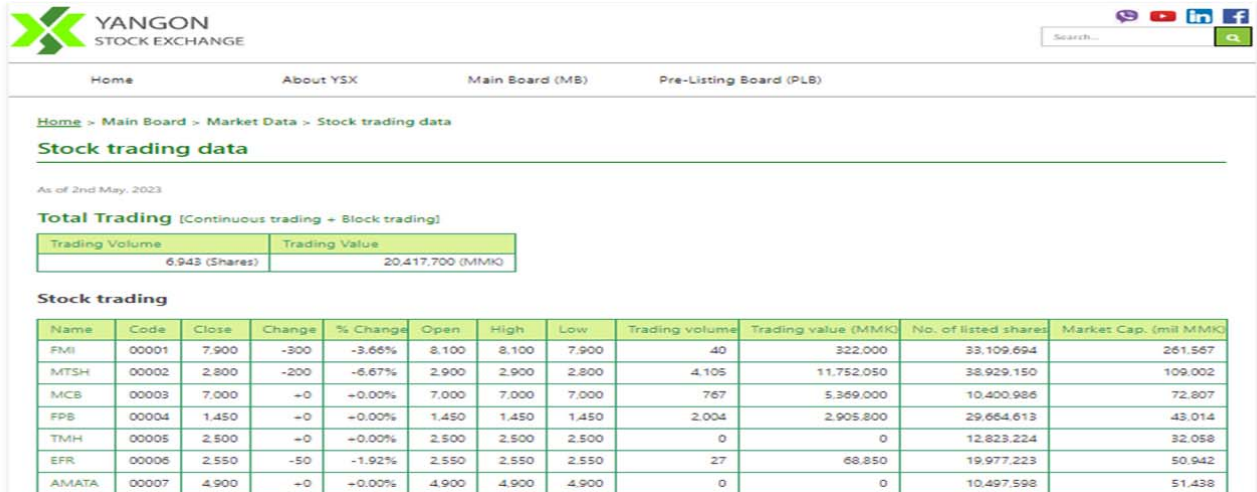 YANGON
STOCK EXCHANGE
Search...
Home About YSX Main Board (MB) Pre-Listing Board (PLB)
Home > Main Board > Market Data > Stock trading data
Stock trading data
As of 2nd May. 2023
Total Trading [Continuous trading + Block trading]
Trading Volume Trading Value
6,943 (Shares) 20,417,700 (MMK)
Stock trading
Name Code Close Change % Change Open High Low Trading volume Trading value (MMK) No. of listed shares Market Cap. (mil MMK)
FMI 00001 7,900 -300 -3.66% 8,100 8,100 7,900 40 322,000 33,109,694 261,567
MTSH 00002 2,800 -200 -6.67% 2,900 2,900 2,800 4,105 11,752,050 38,929,150 109,002
MCB 00003 7,000 +0 +0.00% 7,000 7,000 7,000 767 5,369,000 10,400,986 72,807
FPB 00004 1,450 +0 +0.00% 1,450 1,450 1,450 2,004 2,905,800 29,664,613 43,014
TMH 00005 2,500 +0 +0.00% 2,500 2,500 2,500 0 0 12,823,224 32,058
EFR 00006 2,550 -50 -1.92% 2,550 2,550 2,550 27 68,850 19,977,223 50,942
AMATA 00007 4,900 +0 +0.00% 4,900 4,900 4,900 0 0 10,497,598 51,438